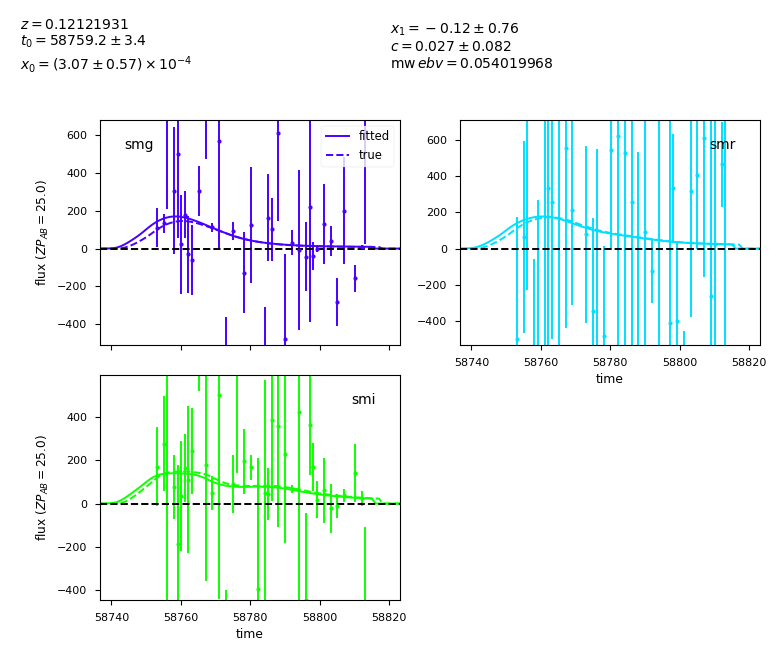 z = 0.12121931
t₀ = 58759.2 ± 3.4
x₀ = (3.07 ± 0.57) × 10⁻⁴
x₁ = −0.12 ± 0.76
c = 0.027 ± 0.082
mw ebv = 0.054019968
smg
fitted
true
600
400
200
0
−200
−400
flux (ZP_AB = 25.0)
smr
600
400
200
0
−200
−400
58740 58760 58780 58800 58820
time
smi
400
200
0
−200
−400
flux (ZP_AB = 25.0)
58740 58760 58780 58800 58820
time